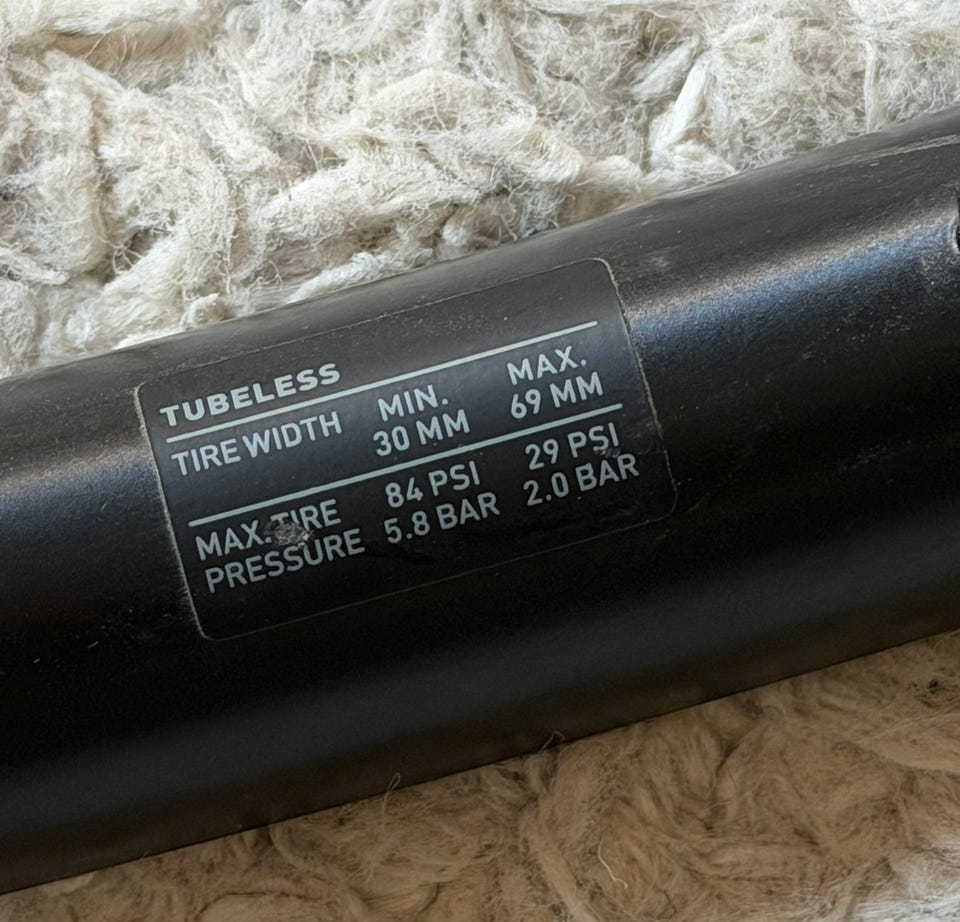 TUBELESS
TIRE WIDTH MIN. MAX.
30 MM 69 MM
MAX. TIRE 84 PSI 29 PSI
PRESSURE 5.8 BAR 2.0 BAR